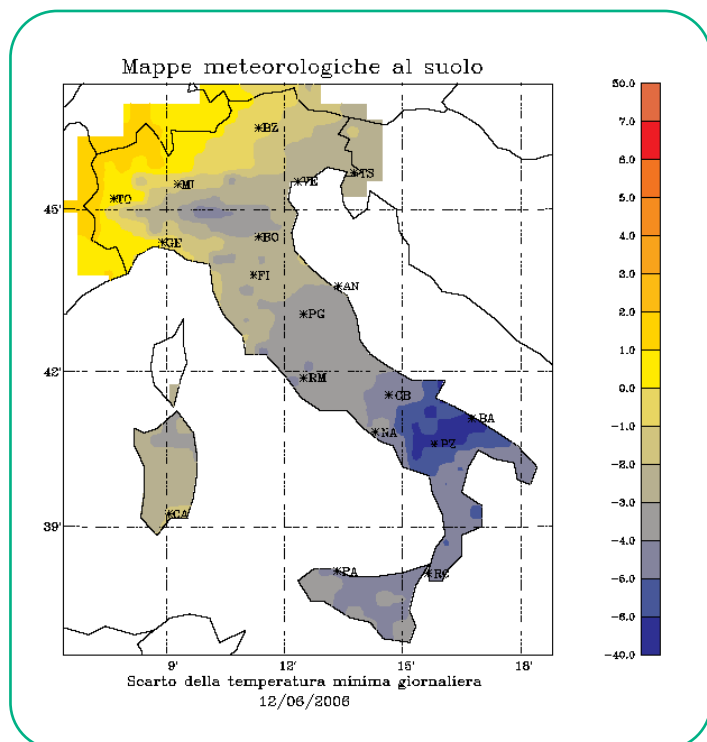 Mappe meteorologiche al suolo
BZ
TS
MI
VE
TO
45'
GE
BO
FI
AN
PG
42'
RM
CB
BA
NA
PZ
CA
39'
PA
RC
9'
12'
15'
18'
50.0
7.0
6.0
5.0
4.0
3.0
2.0
1.0
0.0
-1.0
-2.0
-3.0
-4.0
-5.0
-6.0
-40.0
Scarto della temperatura minima giornaliera
12/06/2006